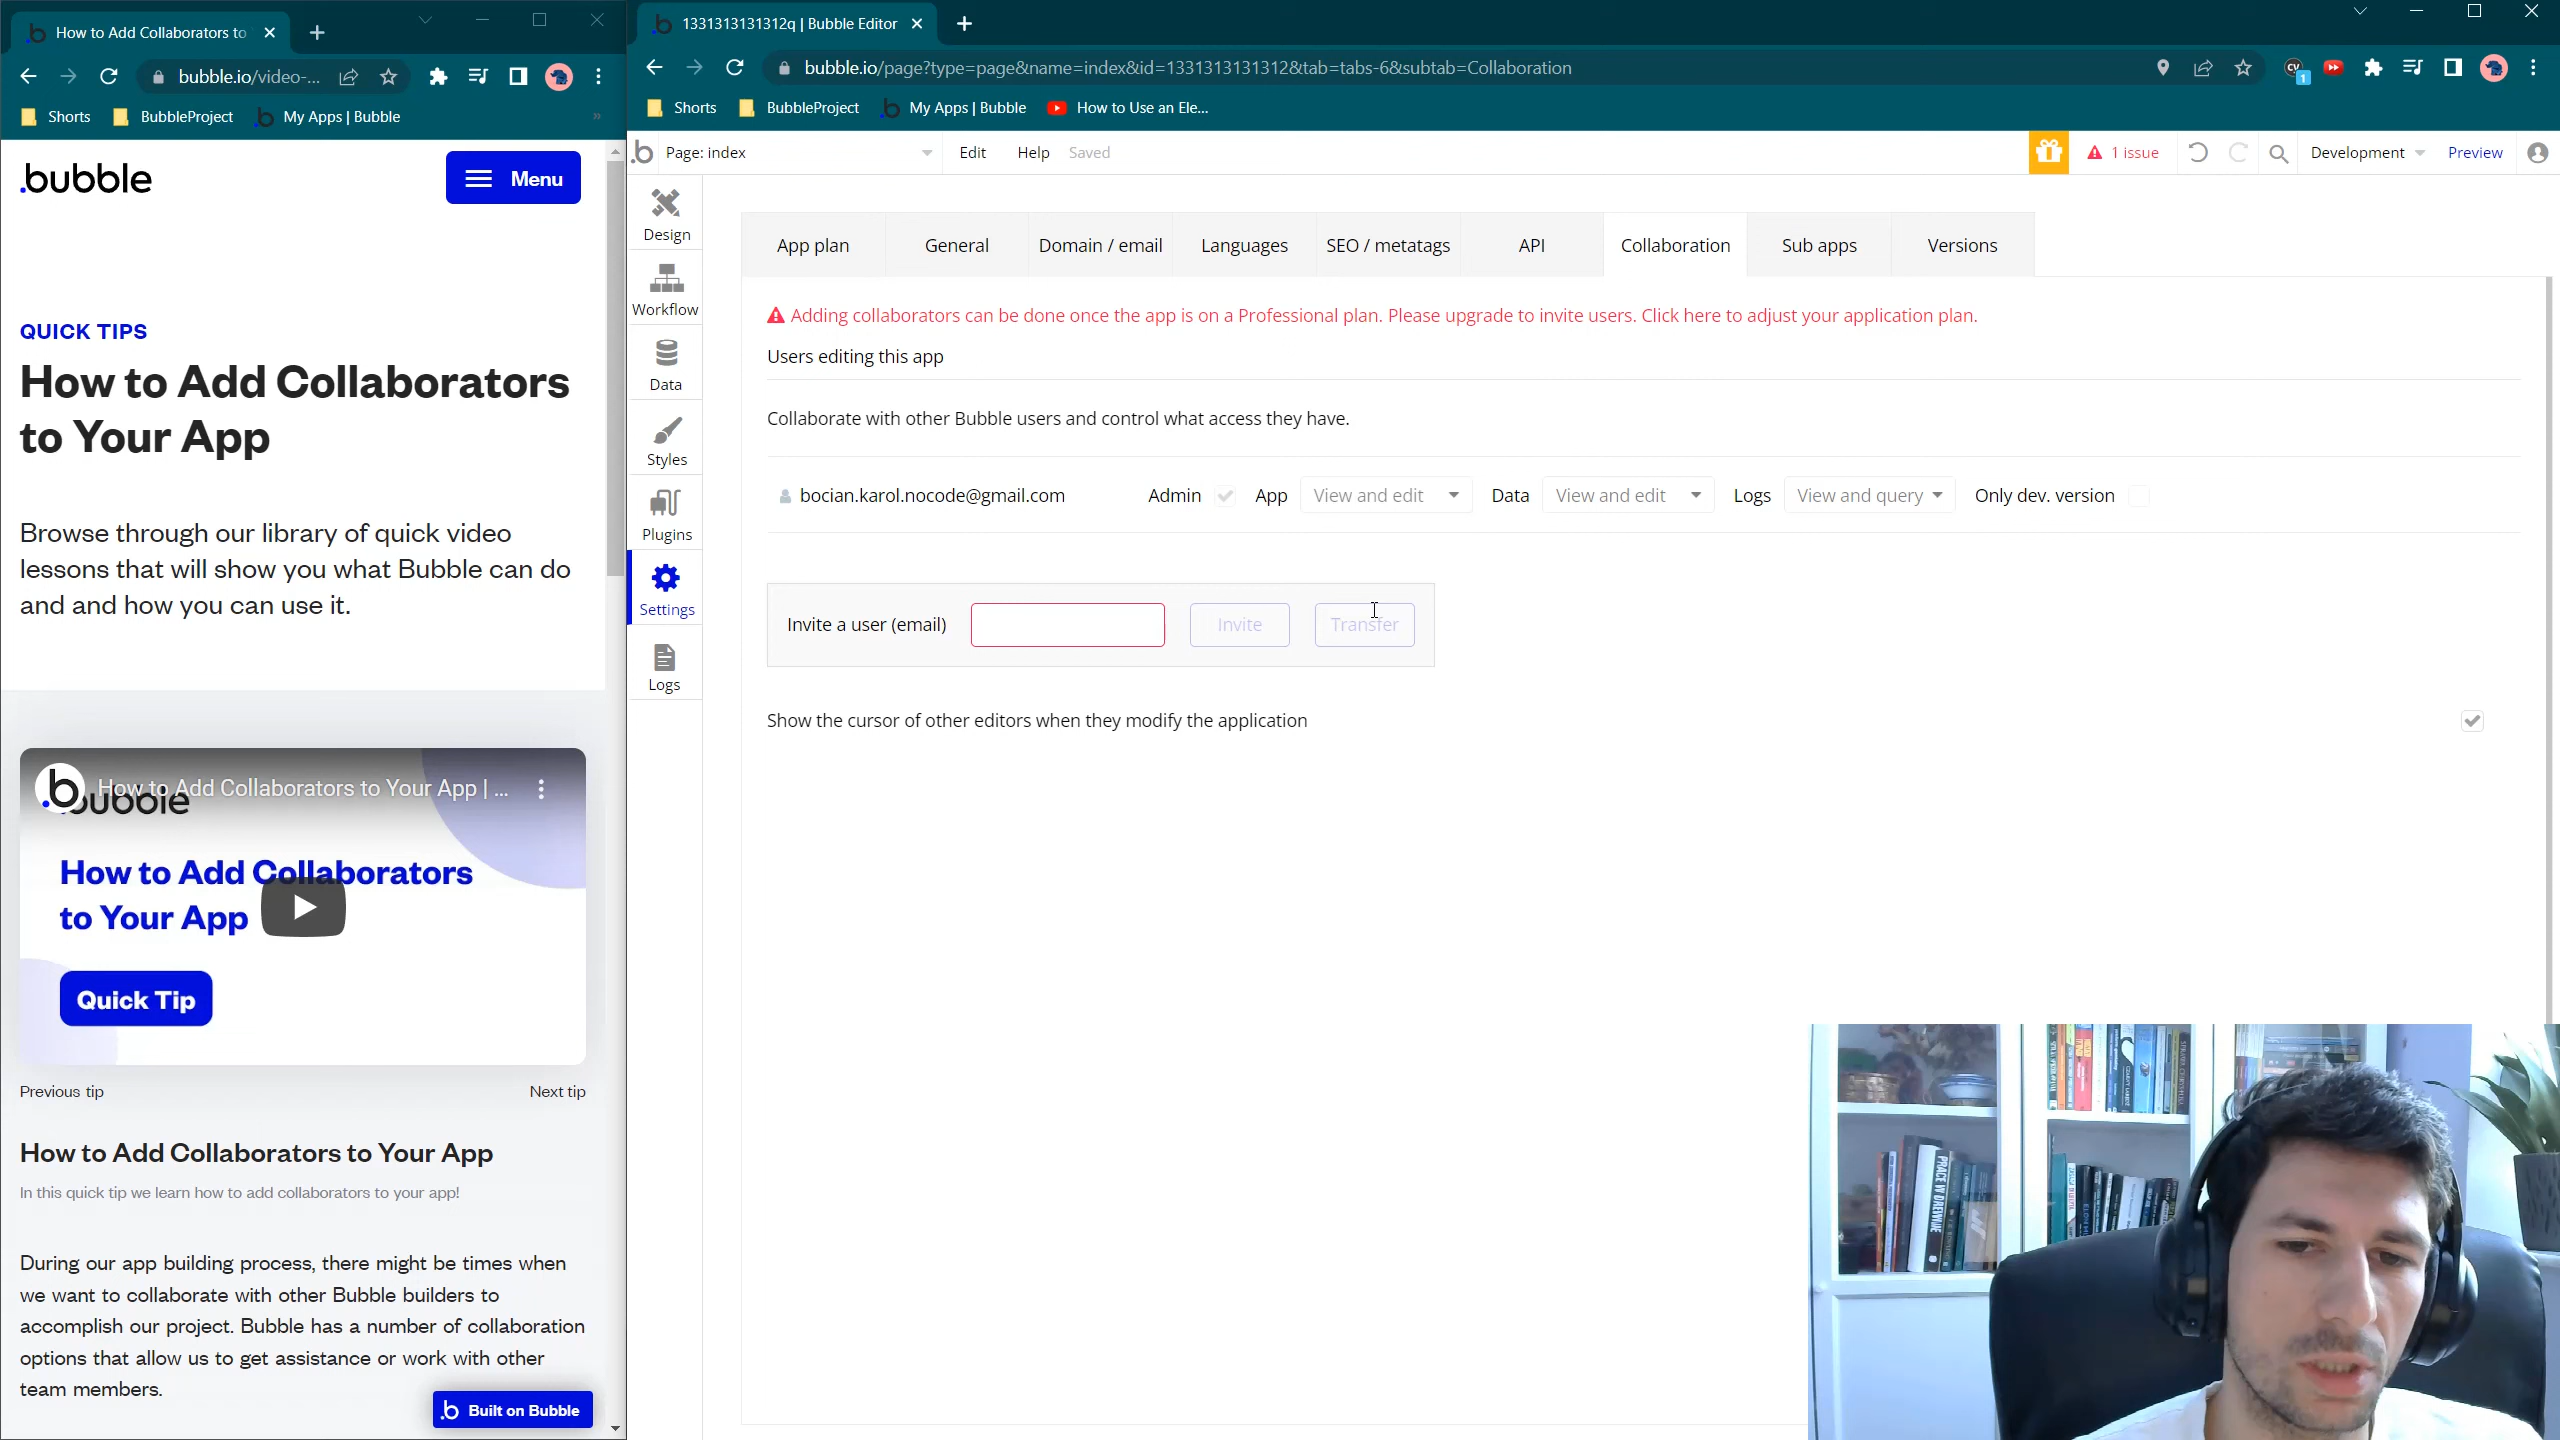 How to Add Collaborators to
bubble.io/video-...
Shorts
BubbleProject
My Apps | Bubble
»
.bubble
Menu
QUICK TIPS
How to Add Collaborators
to Your App
Browse through our library of quick video
lessons that will show you what Bubble can do
and and how you can use it.
How to Add Collaborators to Your App | ...
bubble
How to Add Collaborators
to Your App
Quick Tip
Previous tip
Next tip
How to Add Collaborators to Your App
In this quick tip we learn how to add collaborators to your app!
During our app building process, there might be times when
we want to collaborate with other Bubble builders to
accomplish our project. Bubble has a number of collaboration
options that allow us to get assistance or work with other
team members.
Built on Bubble
1331313131312q | Bubble Editor
bubble.io/page?type=page&name=index&id=1331313131312&tab=tabs-6&subtab=Collaboration
1
Shorts
BubbleProject
My Apps | Bubble
How to Use an Ele...
Page: index
Edit
Help
Saved
1 issue
Development
Preview
Design
Workflow
Data
Styles
Plugins
Settings
Logs
App plan
General
Domain / email
Languages
SEO / metatags
API
Collaboration
Sub apps
Versions
Adding collaborators can be done once the app is on a Professional plan. Please upgrade to invite users. Click here to adjust your application plan.
Users editing this app
Collaborate with other Bubble users and control what access they have.
bocian.karol.nocode@gmail.com
Admin
App
View and edit
Data
View and edit
Logs
View and query
Only dev. version
Invite a user (email)
Invite
Transfer
Show the cursor of other editors when they modify the application
PRACE W DREWNIE